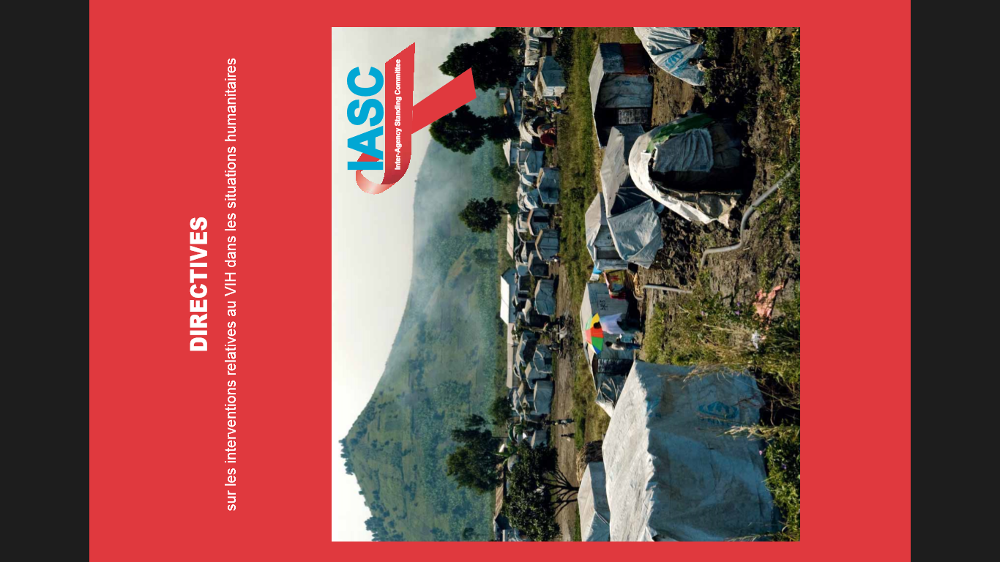 DIRECTIVES
sur les interventions relatives au VIH dans les situations humanitaires
IASC
Inter-Agency Standing Committee